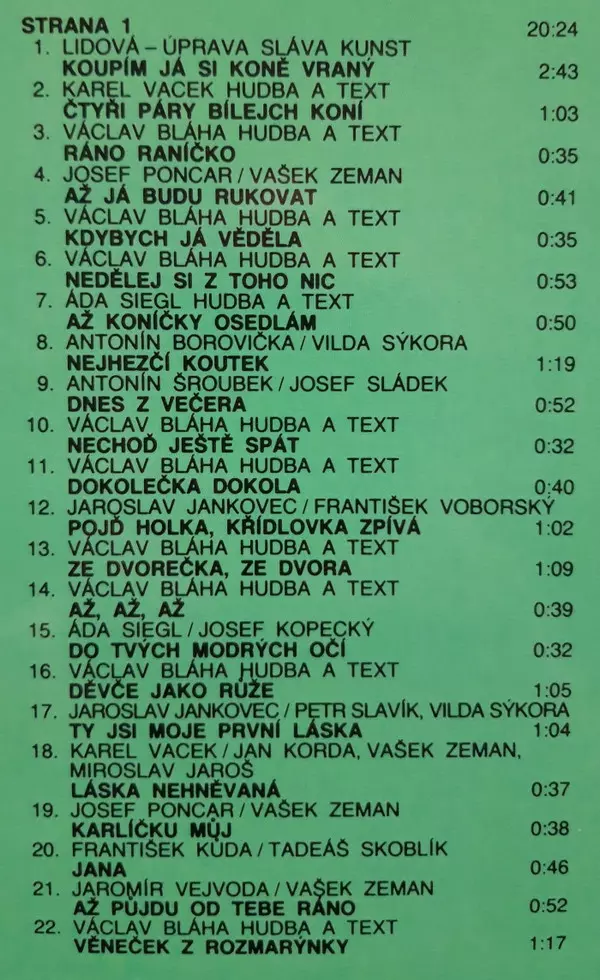 STRANA 1 20:24
1. LIDOVÁ – ÚPRAVA SLÁVA KUNST
KOUPÍM JÁ SI KONĚ VRANÝ 2:43
2. KAREL VACEK HUDBA A TEXT
ČTYŘI PÁRY BÍLEJCH KONÍ 1:03
3. VÁCLAV BLÁHA HUDBA A TEXT
RÁNO RANÍČKO 0:35
4. JOSEF PONCAR / VAŠEK ZEMAN
AŽ JÁ BUDU RUKOVAT 0:41
5. VÁCLAV BLÁHA HUDBA A TEXT
KDYBYCH JÁ VĚDĚLA 0:35
6. VÁCLAV BLÁHA HUDBA A TEXT
NEDĚLEJ SI Z TOHO NIC 0:53
7. ÁDA SIEGL HUDBA A TEXT
AŽ KONÍČKY OSEDLÁM 0:50
8. ANTONÍN BOROVIČKA / VILDA SÝKORA
NEJHEZČÍ KOUTEK 1:19
9. ANTONÍN ŠROUBEK / JOSEF SLÁDEK
DNES Z VEČERA 0:52
10. VÁCLAV BLÁHA HUDBA A TEXT
NECHOĎ JEŠTĚ SPÁT 0:32
11. VÁCLAV BLÁHA HUDBA A TEXT
DOKOLEČKA DOKOLA 0:40
12. JAROSLAV JANKOVEC / FRANTIŠEK VOBORSKÝ
POJĎ HOLKA, KŘÍDLOVKA ZPÍVÁ 1:02
13. VÁCLAV BLÁHA HUDBA A TEXT
ZE DVOREČKA, ZE DVORA 1:09
14. VÁCLAV BLÁHA HUDBA A TEXT
AŽ, AŽ, AŽ 0:39
15. ÁDA SIEGL / JOSEF KOPECKÝ
DO TVÝCH MODRÝCH OČÍ 0:32
16. VÁCLAV BLÁHA HUDBA A TEXT
DĚVČE JAKO RŮŽE 1:05
17. JAROSLAV JANKOVEC / PETR SLAVÍK, VILDA SÝKORA
TY JSI MOJE PRVNÍ LÁSKA 1:04
18. KAREL VACEK / JAN KORDA, VAŠEK ZEMAN,
MIROSLAV JAROŠ
LÁSKA NEHNĚVANÁ 0:37
19. JOSEF PONCAR / VAŠEK ZEMAN
KARLÍČKU MŮJ 0:38
20. FRANTIŠEK KŮDA / TADEÁŠ SKOBLÍK
JANA 0:46
21. JAROMÍR VEJVODA / VAŠEK ZEMAN
AŽ PŮJDU OD TEBE RÁNO 0:52
22. VÁCLAV BLÁHA HUDBA A TEXT
VĚNEČEK Z ROZMARÝNKY 1:17